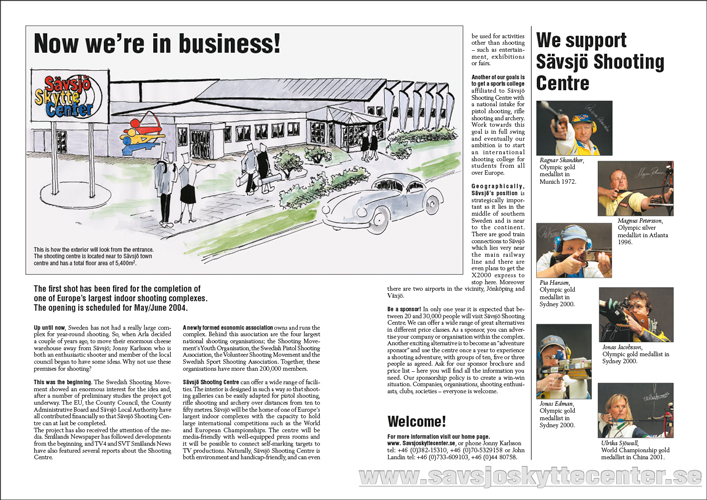 Now we're in business!
Sävsjö
Skytte
Center
This is how the exterior will look from the entrance.
The shooting centre is located near to Sävsjö town
centre and has a total floor area of 5,400m².
The first shot has been fired for the completion of
one of Europe's largest indoor shooting complexes.
The opening is scheduled for May/June 2004.
Up until now, Sweden has not had a really large com-
plex for year-round shooting. So, when Arla decided
a couple of years ago, to move their enormous cheese
warehouse away from Sävsjö; Jonny Karlsson who is
both an enthusiastic shooter and member of the local
council began to have some ideas. Why not use these
premises for shooting?
This was the beginning. The Swedish Shooting Move-
ment showed an enormous interest for the idea and,
after a number of preliminary studies the project got
underway. The EU, the County Council, the County
Administrative Board and Sävsjö Local Authority have
all contributed financially so that Sävsjö Shooting Cen-
tre can at last be completed.
The project has also received the attention of the me-
dia. Smålands Newspaper has followed developments
from the beginning, and TV4 and SVT Smålands News
have also featured several reports about the Shooting
Centre.
A newly formed economic association owns and runs the
complex. Behind this association are the four largest
national shooting organisations; the Shooting Move-
ment's Youth Organisation, the Swedish Pistol Shooting
Association, the Volunteer Shooting Movement and the
Swedish Sport Shooting Association. Together, these
organisations have more than 200,000 members.
Sävsjö Shooting Centre can offer a wide range of facili-
ties. The interior is designed in such a way so that shoot-
ing galleries can be easily adapted for pistol shooting,
rifle shooting and archery over distances from ten to
fifty metres. Sävsjö will be the home of one of Europe's
largest indoor complexes with the capacity to hold
large international competitions such as the World
and European Championships. The centre will be
media-friendly with well-equipped press rooms and
it will be possible to connect self-marking targets to
TV productions. Naturally, Sävsjö Shooting Centre is
both environment and handicap-friendly, and can even
be used for activities
other than shooting
– such as entertain-
ment, exhibitions
or fairs.
Another of our goals is
to get a sports college
affiliated to Sävsjö
Shooting Centre with
a national intake for
pistol shooting, rifle
shooting and archery.
Work towards this
goal is in full swing
and eventually our
ambition is to start
an international
shooting college for
students from all
over Europe.
Geographically,
Sävsjö's position is
strategically impor-
tant as it lies in the
middle of southern
Sweden and is near
to the continent.
There are good train
connections to Sävsjö
which lies very near
the main railway
line and there are
even plans to get the
X2000 express to
stop here. Moreover
there are two airports in the vicinity, Jönköping and
Växjö.
Be a sponsor! In only one year it is expected that be-
tween 20 and 30,000 people will visit Sävsjö Shooting
Centre. We can offer a wide range of great alternatives
in different price classes. As a sponsor, you can adver-
tise your company or organisation within the complex.
Another exciting alternative is to become an "adventure
sponsor" and use the centre once a year to experience
a shooting adventure, with groups of ten, five or three
people as agreed. Ask for our sponsor brochure and
price list – here you will find all the information you
need. Our sponsorship policy is to create a win-win
situation. Companies, organisations, shooting enthusi-
asts, clubs, societies – everyone is welcome.
Welcome!
For more information visit our home page.
www. Savsjoskyttecenter.se, or phone Jonny Karlsson
tel: +46 (0)382-15310, +46 (0)70-5329158 or John
Landin tel: +46 (0)733-609103, +46 (0)44 80758.
We support
Sävsjö Shooting
Centre
Ragnar Skanåker,
Olympic gold
medallist in
Munich 1972.
Magnus Petersson,
Olympic silver
medallist in Atlanta
1996.
Pia Hansen,
Olympic gold
medallist in
Sydney 2000.
Jonas Jacobsson,
Olympic gold medallist in
Sydney 2000.
Jonas Edman,
Olympic gold
medallist in
Sydney 2000.
Ulrika Sjöwall,
World Championship gold
medallist in China 2001.
www.savsjoskyttecenter.se